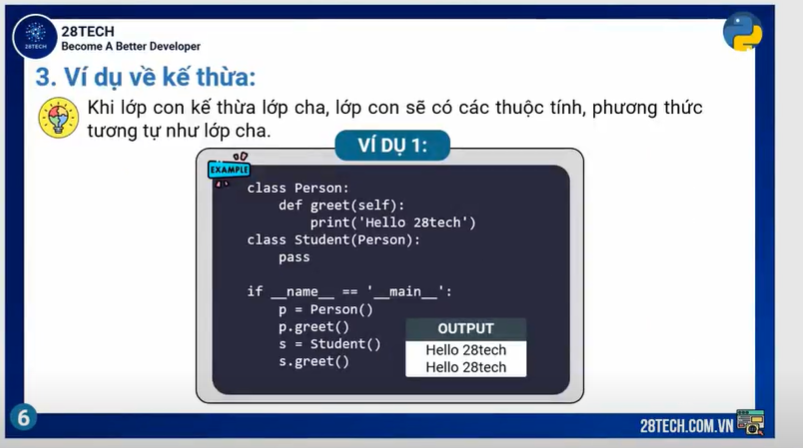 28TECH
28TECH
Become A Better Developer
3. Ví dụ về kế thừa:
Khi lớp con kế thừa lớp cha, lớp con sẽ có các thuộc tính, phương thức
tương tự như lớp cha.
VÍ DỤ 1:
EXAMPLE
class Person:
    def greet(self):
        print('Hello 28tech')
class Student(Person):
    pass
if __name__ == '__main__':
    p = Person()
    p.greet()
    s = Student()
    s.greet()
OUTPUT
Hello 28tech
Hello 28tech
6
28TECH.COM.VN